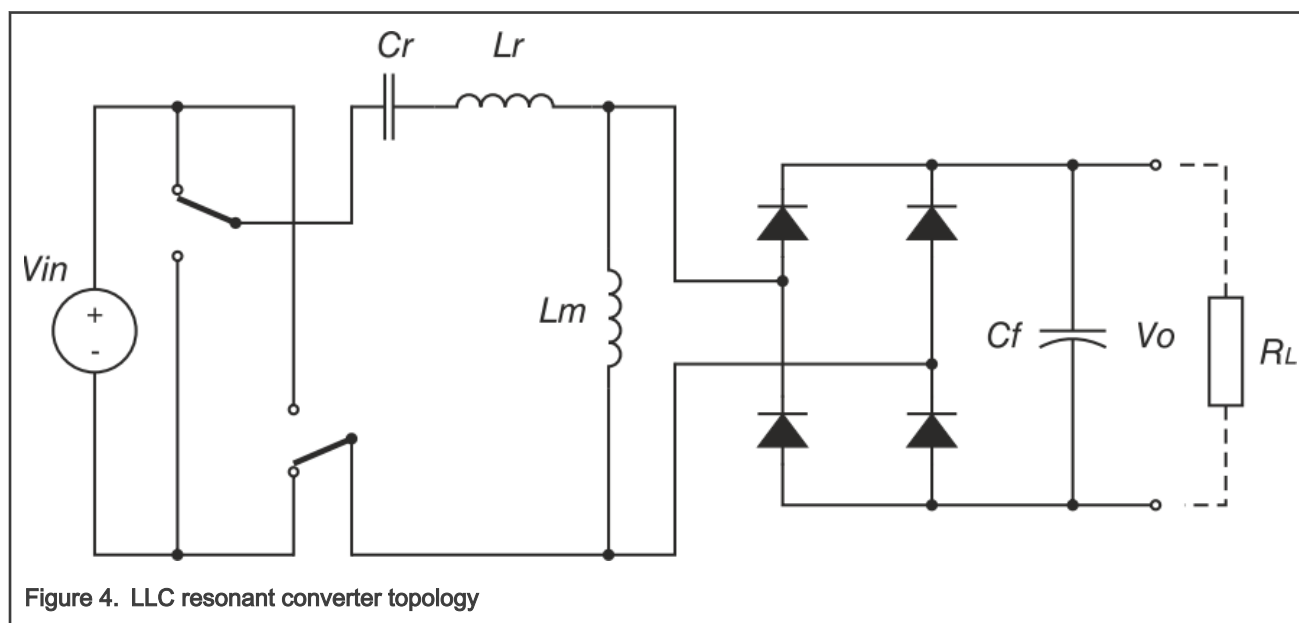 Cr
Lr
Vin
+
-
Lm
Cf
Vo
RL
Figure 4. LLC resonant converter topology